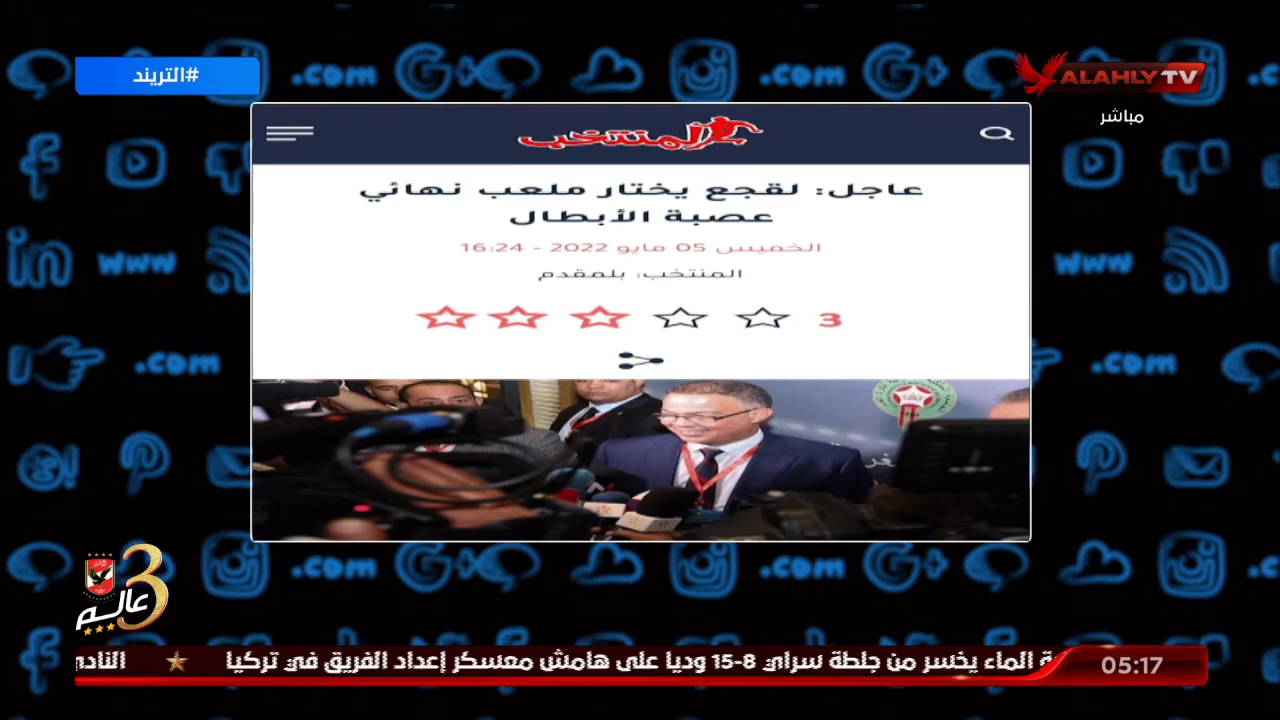 #التريند
ALAHLY TV
مباشر
المنتخب
عاجل: لقجع يختار ملعب نهائي
عصبة الأبطال
الخميس 05 مايو 2022 - 16:24
المنتخب: بلمقدم
3
.com
www
3 عالم
الماء يخسر من جلطة سراي 8-15 وديا على هامش معسكر إعداد الفريق في تركيا
05:17